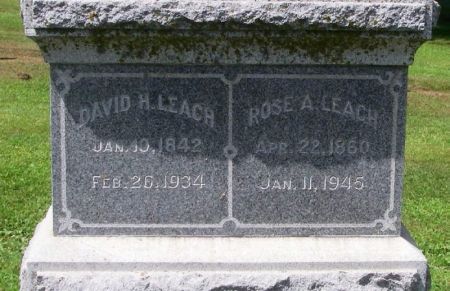 DAVID H. LEACH
JAN. 10, 1842
FEB. 26, 1934
ROSE A. LEACH
APR. 22, 1860
JAN. 11, 1945